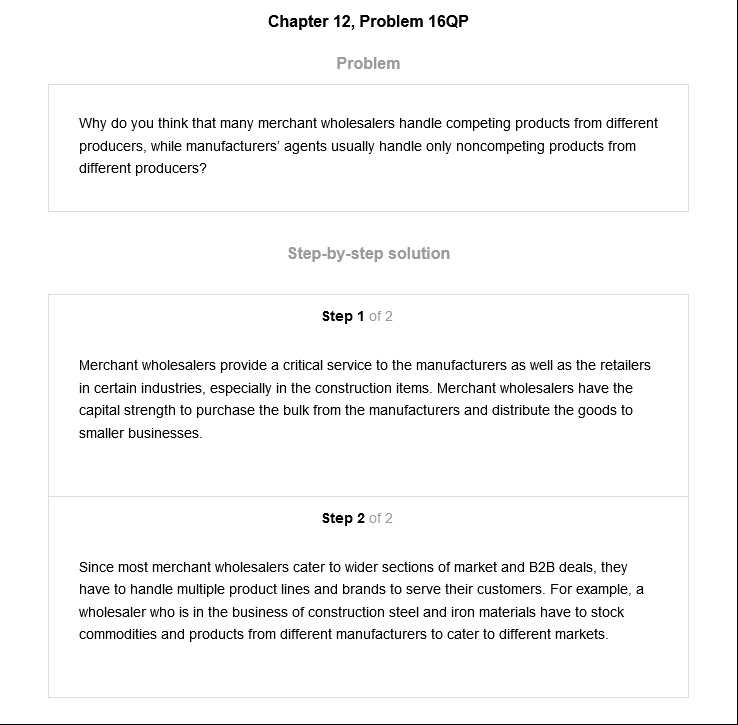 Chapter 12, Problem 16QP
Problem
Why do you think that many merchant wholesalers handle competing products from different
producers, while manufacturers’ agents usually handle only noncompeting products from
different producers?
Step-by-step solution
Step 1 of 2
Merchant wholesalers provide a critical service to the manufacturers as well as the retailers
in certain industries, especially in the construction items. Merchant wholesalers have the
capital strength to purchase the bulk from the manufacturers and distribute the goods to
smaller businesses.
Step 2 of 2
Since most merchant wholesalers cater to wider sections of market and B2B deals, they
have to handle multiple product lines and brands to serve their customers. For example, a
wholesaler who is in the business of construction steel and iron materials have to stock
commodities and products from different manufacturers to cater to different markets.